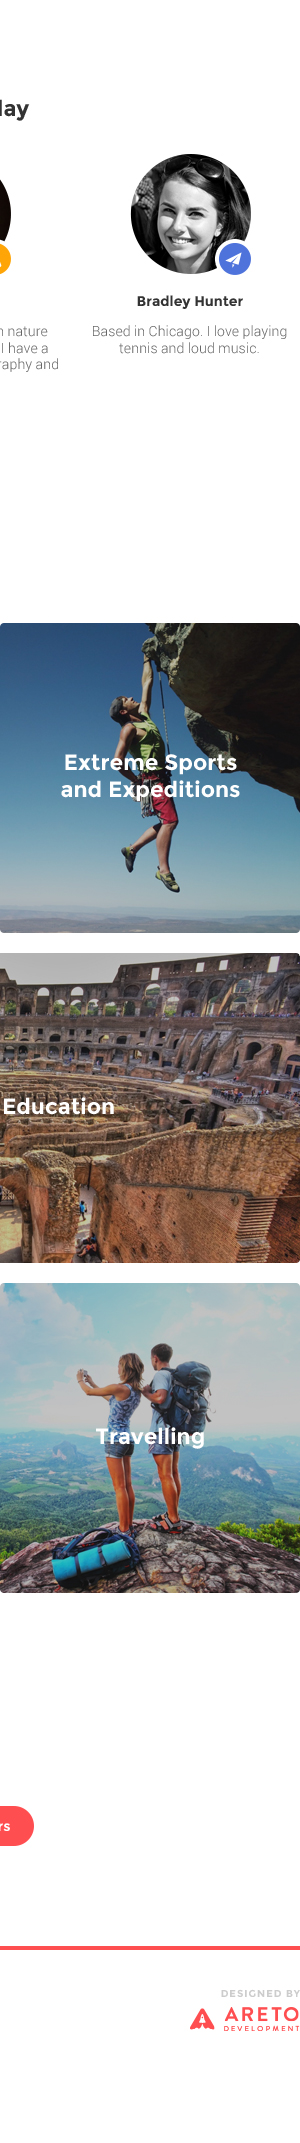 lay
Bradley Hunter
n nature
I have a
raphy and
Based in Chicago. I love playing
tennis and loud music.
Extreme Sports
and Expeditions
Education
Travelling
rs
DESIGNED BY
ARETO
DEVELOPMENT